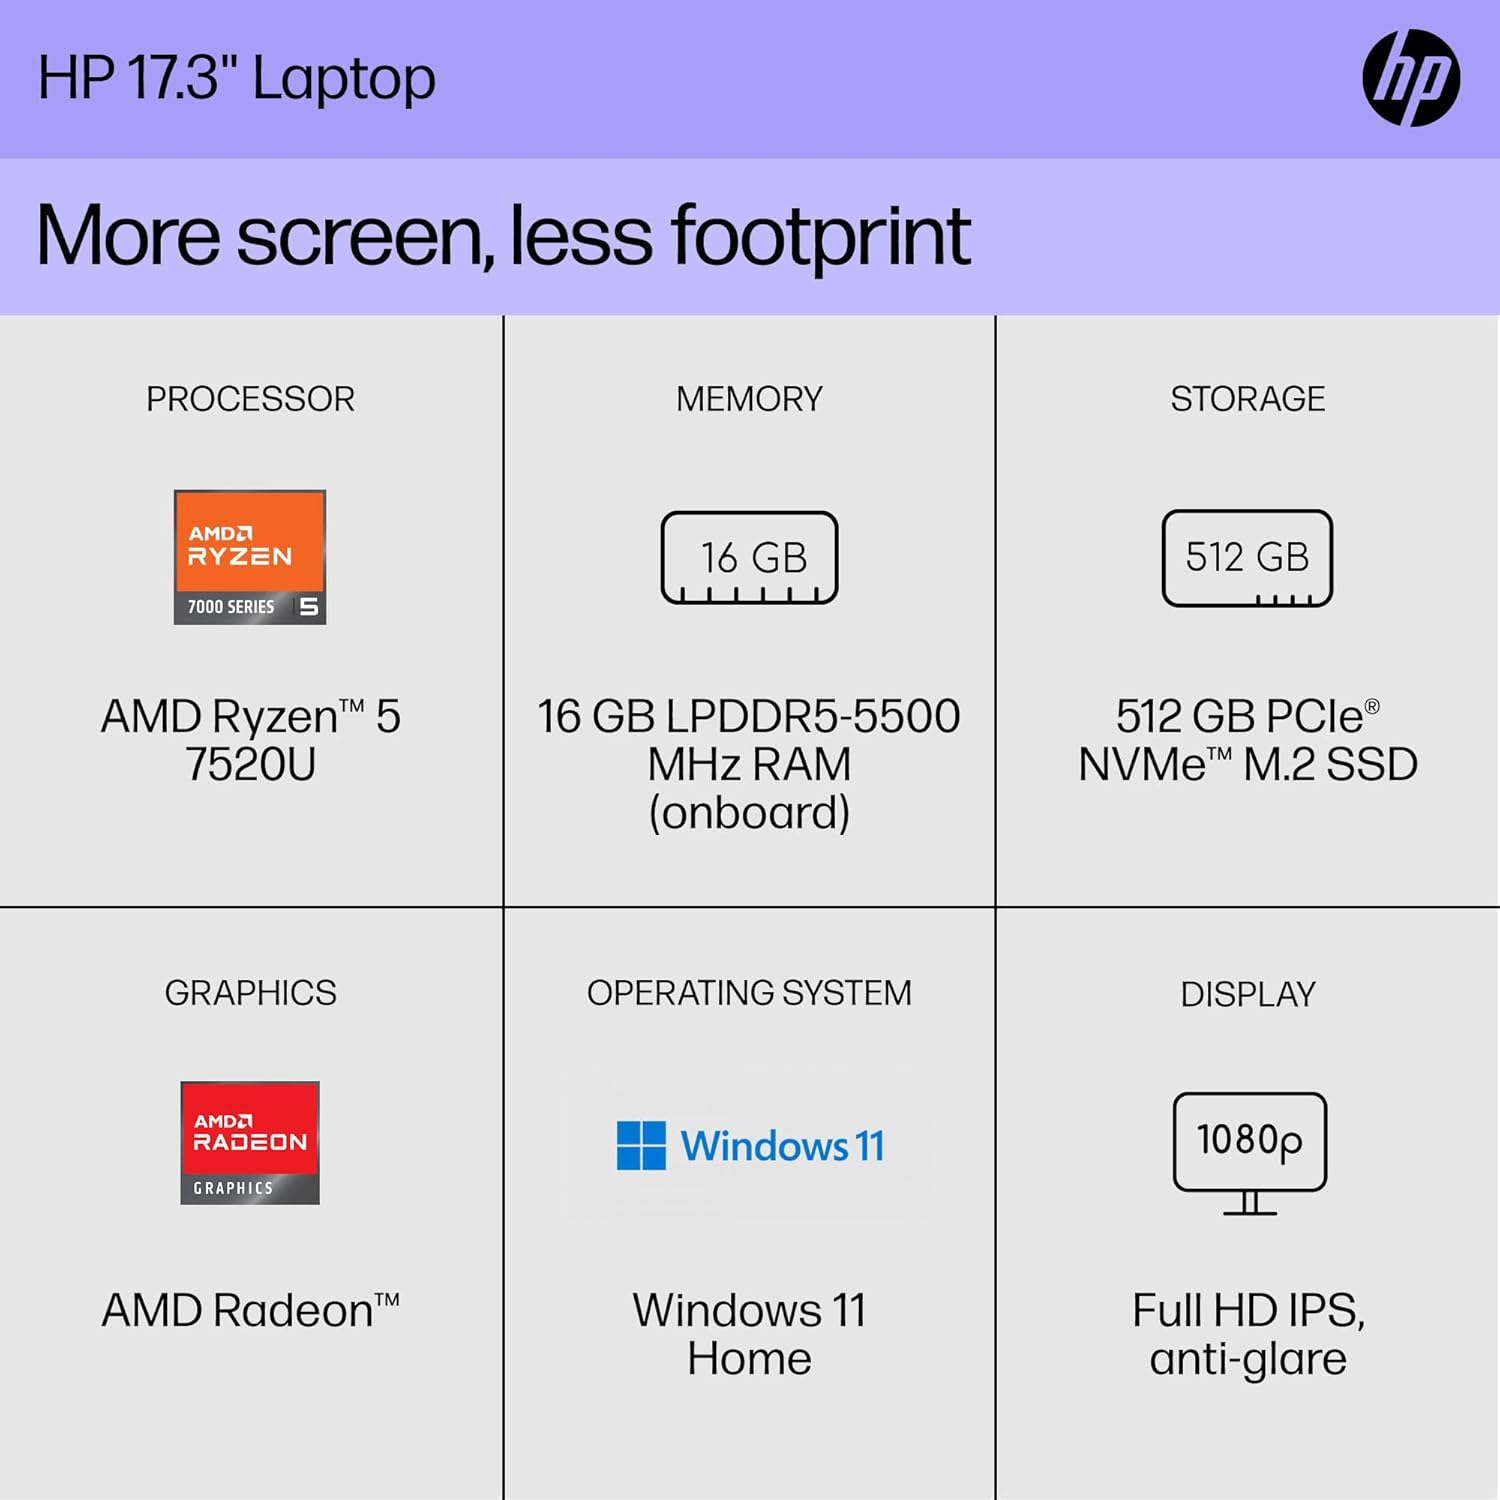 HP 17.3" Laptop
hp
More screen, less footprint
PROCESSOR
AMD
RYZEN
7000 SERIES 5
AMD Ryzen™ 5
7520U
MEMORY
16 GB
16 GB LPDDR5-5500
MHz RAM
(onboard)
STORAGE
512 GB
512 GB PCIe®
NVMe™ M.2 SSD
GRAPHICS
AMD
RADEON
GRAPHICS
AMD Radeon™
OPERATING SYSTEM
Windows 11
Windows 11
Home
DISPLAY
1080p
Full HD IPS,
anti-glare